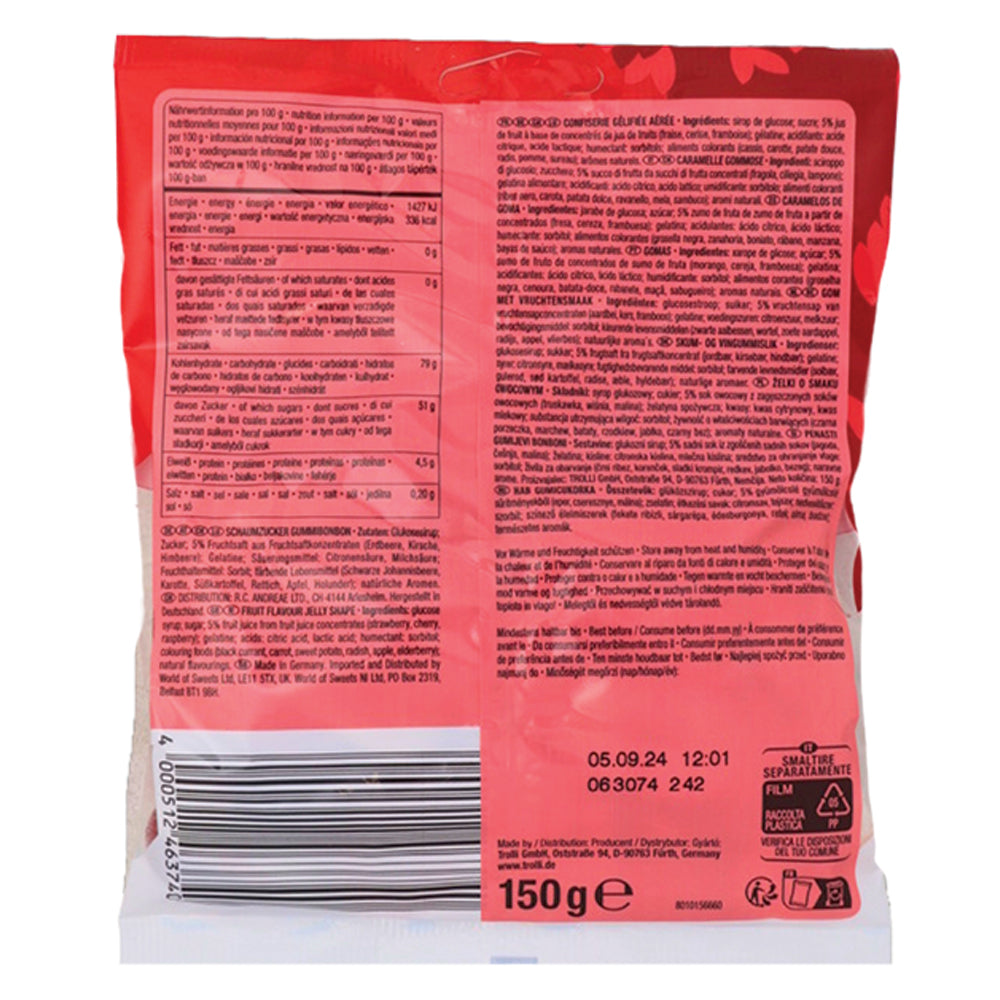 Nährwertinformation pro 100 g • nutrition information per 100 g • valeurs
nutritionnelles moyennes pour 100 g • informazioni nutrizionali valori medi
per 100 g • información nutricional por 100 g • informações nutricionais por
100 g • voedingswaarde informatie per 100 g • næringsværdi per 100 g •
wartość odżywcza w 100 g • hranilne vrednost na 100 g • átlagos tápérték
100 g-ban
Energie • energy • énergie • energia • valor energético •
energia • energie • energi • wartość energetyczna • energijska
vrednost • energia
1427 kJ
336 kcal
Fett • fat • matières grasses • grassi • grasas • lípidos • vetten •
fedt • tłuszcz • maščobe • zsír
0 g
davon gesättigte Fettsäuren • of which saturates • dont acides
gras saturés • di cui acidi grassi saturi • de las cuales
saturadas • dos quais saturados • waarvan verzadigde
vetzuren • heraf mættede fedtsyrer • w tym kwasy tłuszczowe
nasycone • od tega nasičene maščobe • amelyből telített
zsírsavak
0 g
Kohlenhydrate • carbohydrate • glucides • carboidrati • hidratos
de carbono • hidratos de carbono • koolhydraten • kulhydrat •
węglowodany • ogljikovi hidrati • szénhidrát
79 g
davon Zucker • of which sugars • dont sucres • di cui
zuccheri • de los cuales azúcares • dos quais açúcares •
waarvan suikers • heraf sukkerarter • w tym cukry • od tega
sladkorji • amelyből cukrok
51 g
Eiweiß • protein • protéines • proteine • proteínas • proteínas •
eiwitten • protein • białko • beljakovine • fehérje
4,5 g
Salz • salt • sel • sale • sal • sal • zout • salt • sól • jedilna
sol • só
0,20 g
SCHAUMZUCKER GUMMIBONBON • Zutaten: Glukosesirup;
Zucker; 5% Fruchtsaft aus Fruchtsaftkonzentraten (Erdbeere, Kirsche,
Himbeere); Gelatine; Säuerungsmittel: Citronensäure, Milchsäure;
Feuchthaltemittel: Sorbit; färbende Lebensmittel (Schwarze Johannisbeere,
Karotte, Süßkartoffel, Rettich, Apfel, Holunder); natürliche Aromen.
DISTRIBUTION: R.C. ANDREAE LTD., CH-4144 Arlesheim. Hergestellt in
Deutschland. FRUIT FLAVOUR JELLY SHAPE • Ingredients: glucose
syrup; sugar; 5% fruit juice from fruit juice concentrates (strawberry, cherry,
raspberry); gelatine; acids: citric acid, lactic acid; humectant: sorbitol;
colouring foods (black currant, carrot, sweet potato, radish, apple, elderberry);
natural flavourings. Made in Germany. Imported and Distributed by
World of Sweets Ltd, LE11 5TX, UK. World of Sweets NI Ltd, PO Box 2319,
Belfast BT1 9BH.
4 000512 463740
CONFISERIE GÉLIFIÉE AÉRÉE • Ingrédients: sirop de glucose; sucre; 5% jus
de fruit à base de concentrés de jus de fruits (fraise, cerise, framboise); gélatine; acidifiants: acide
citrique, acide lactique; humectant: sorbitol; aliments colorants (cassis, carotte, patate douce,
radis, pomme, sureau); arômes naturels. CARAMELLE GOMMOSE • Ingredienti: sciroppo
di glucosio; zucchero; 5% succo di frutta da succhi di frutta concentrati (fragola, ciliegia, lampone);
gelatina alimentare; acidificanti: acido citrico, acido lattico; umidificante: sorbitolo; alimenti coloranti
(ribes nero, carota, patata dolce, ravanello, mela, sambuco); aromi naturali. CARAMELOS DE
GOMA • Ingredientes: jarabe de glucosa; azúcar; 5% zumo de fruta de zumo de fruta a partir de
concentrados (fresa, cereza, frambuesa); gelatina; acidulantes: ácido cítrico, ácido láctico;
humectante: sorbitol; alimentos colorantes (grosella negra, zanahoria, boniato, rábano, manzana,
bayas de saúco); aromas naturales. GOMAS • Ingredientes: xarope de glicose; açúcar; 5%
sumo de fruta do concentrados de sumo de fruta (morango, cereja, framboesa); gelatina;
acidificantes: ácido cítrico, ácido láctico; humidificante: sorbitol; alimentos corantes (groselha
negra, cenoura, batata-doce, rabanete, maçã, sabugueiro); aromas naturais. GOM
MET VRUCHTENSMAAK • Ingrediënten: glucosestroop; suiker; 5% vruchtensap van
vruchtensapconcentraten (aardbei, kers, framboos); gelatine; voedingszuren: citroenzuur, melkzuur;
bevochtigingsmiddel: sorbitol; kleurende levensmiddelen (zwarte aalbessen, wortel, zoete aardappel,
radijs, appel, vlierbes); natuurlijke aroma's. SKUM- OG VINGUMMISLIK • Ingredienser:
glukosesirup; sukker; 5% frugtsaft fra frugtsaftkoncentrat (jordbær, kirsebær, hindbær); gelatine;
syrer: citronsyre, mælkesyre; fugtighedsbevarende middel: sorbitol; farvende levnedsmidler (solbær,
gulerod, sød kartoffel, radise, æble, hyldebær); naturlige aromaer. ŻELKI O SMAKU
OWOCOWYM • Składniki: syrop glukozowy; cukier; 5% sok owocowy z zagęszczonych soków
owocowych (truskawka, wiśnia, malina); żelatyna spożywcza; kwasy: kwas cytrynowy, kwas
mlekowy; substancja utrzymująca wilgoć: sorbitol; żywność o właściwościach barwiących (czarna
porzeczka, marchew, bataty, rzodkiew, jabłko, czarny bez); aromaty naturalne. PENASTI
GUMIJEVI BONBONI • Sestavine: glukozni sirup; 5% sadni sok iz zgoščenih sadnih sokov (jagoda,
češnja, malina); želatina; kisline: citronska kislina, mlečna kislina; sredstvo za ohranjanje vlage:
sorbitol; živila za obarvanje (črni ribez, korenček, sladki krompir, redkev, jabolko, bezeg); naravne
arome. Proizvajalec: TROLLI GmbH, Oststraße 94, D-90763 Fürth, Nemčija. Neto količina: 150 g.
HAB GUMICUKORKA • Összetevők: glükózszirup; cukor; 5% gyümölcslé gyümölcslé
sűrítményekből (eper, cseresznye, málna); zselatin; étkezési savak: citromsav, tejsav; nedvesítőszer:
szorbit; színező élelmiszerek (fekete ribizli, sárgarépa, édesburgonya, retek, alma, bodza);
természetes aromák.
Vor Wärme und Feuchtigkeit schützen • Store away from heat and humidity • Conserver à l'abri de
la chaleur et de l'humidité • Conservare al riparo da fonti di calore e umidità • Proteger del calor y
la humedad • Proteger contra o calor e a humidade • Tegen warmte en vocht beschermen •
varme og fugtighed • Przechowywać w suchym i chłodnym miejscu • Hraniti zaščiteno pred
toploto in vlago! • Melegtől és nedvességtől védve tárolandó.
Mindestens haltbar bis • Best before / Consume before (dd.mm.yy) • À consommer de préférence
avant le • Da consumarsi preferibilmente entro il • Consumir preferentemente antes del • Consumir
de preferência antes de • Ten minste houdbaar tot • Bedst før • Najlepiej spożyć przed • Uporabno
najmanj do • Minőségét megőrzi (nap/hónap/év):
05.09.24 12:01
063074 242
IT
SMALTIRE
SEPARATAMENTE
FILM
RACCOLTA
PLASTICA
05
PP
VERIFICA LE DISPOSIZIONI
DEL TUO COMUNE
Made by / Distribution: Producent / Dystrybutor: Gyártó:
Trolli GmbH, Oststraße 94, D-90763 Fürth, Germany
www.trolli.de
150 g e
8010156660
FR